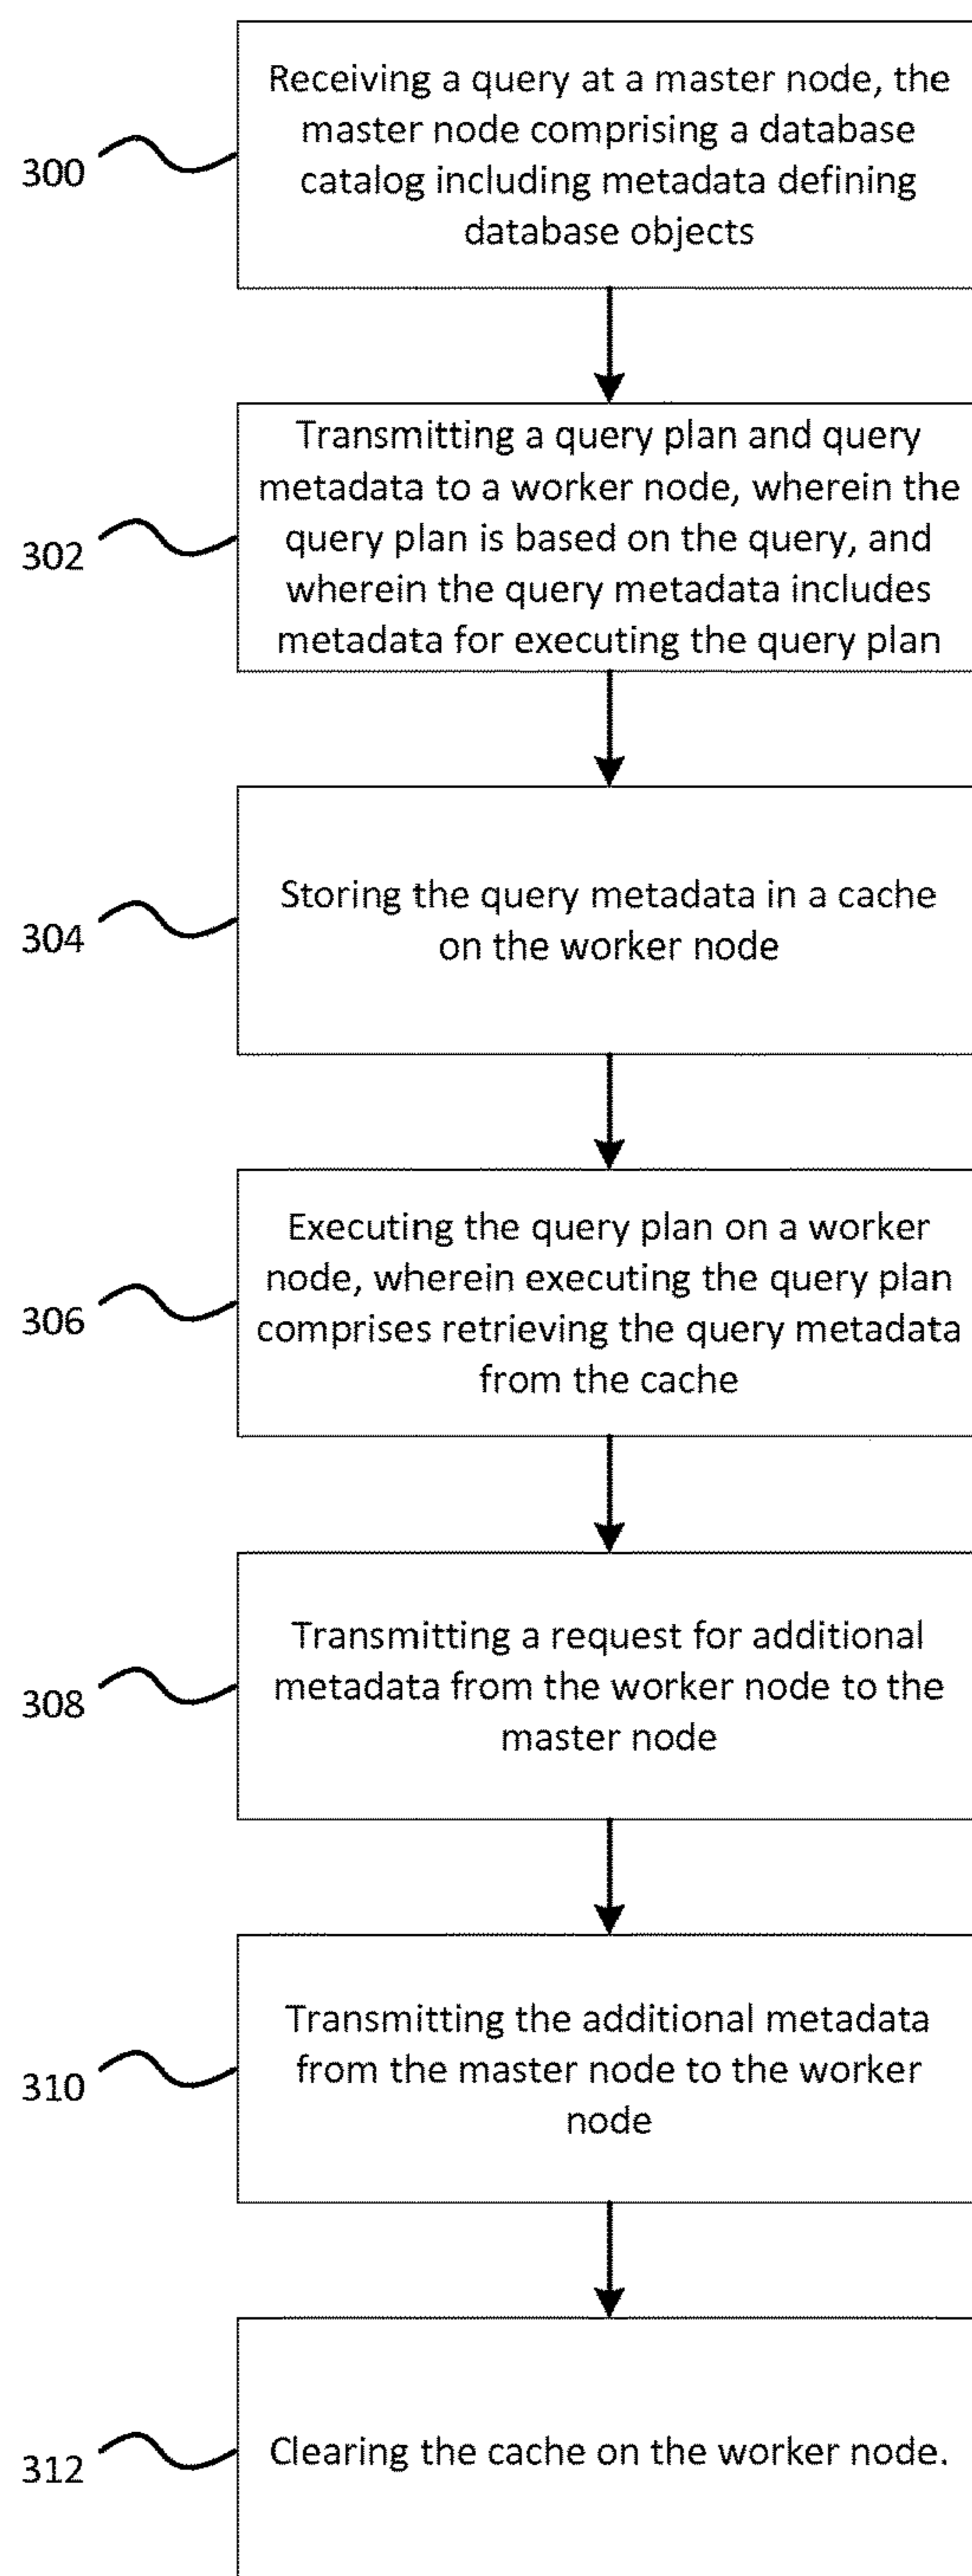 Receiving a query at a master node, the
master node comprising a database
catalog including metadata defining
database objects
300
Transmitting a query plan and query
metadata to a worker node, wherein the
query plan is based on the query, and
wherein the query metadata includes
metadata for executing the query plan
302
Storing the query metadata in a cache
on the worker node
304
Executing the query plan on a worker
node, wherein executing the query plan
comprises retrieving the query metadata
from the cache
306
Transmitting a request for additional
metadata from the worker node to the
master node
308
Transmitting the additional metadata
from the master node to the worker
node
310
Clearing the cache on the worker node.
312